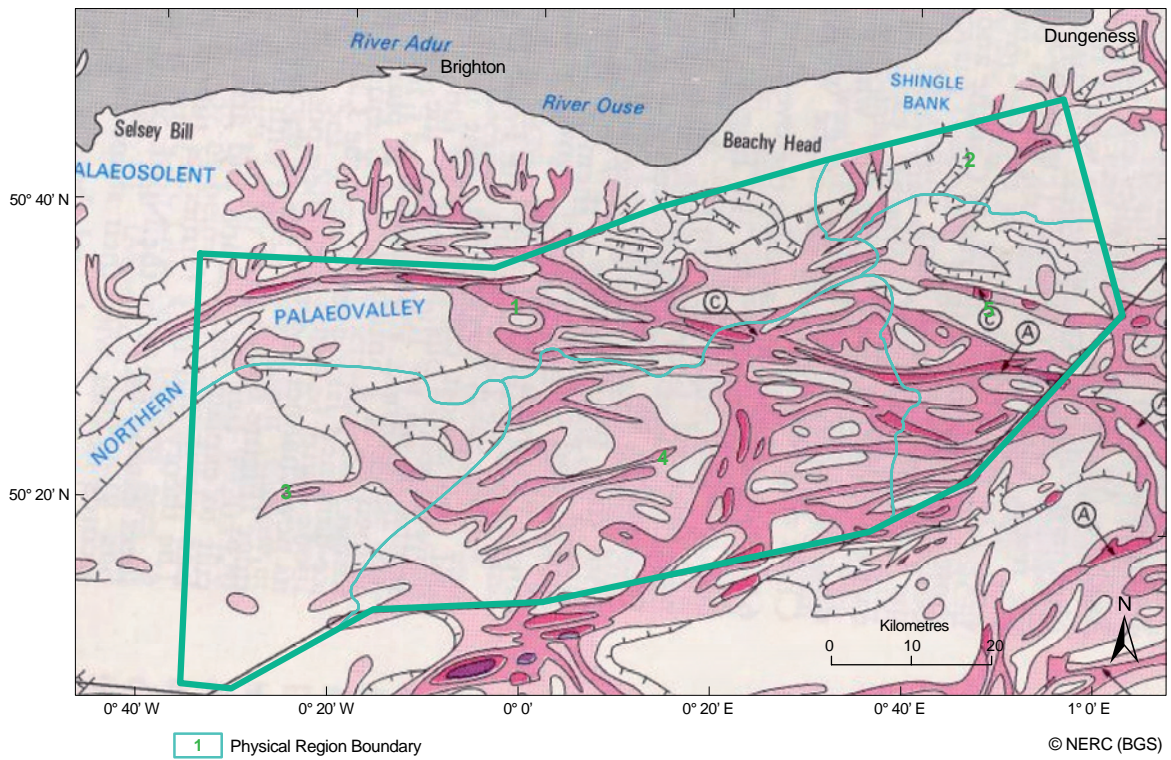 Dungeness
River Adur
Brighton
SHINGLE
BANK
River Ouse
Selsey Bill
Beachy Head
2
ALAEOSOLENT
50° 40' N
1
PALAEOVALLEY
C
5
C
A
NORTHERN
4
3
50° 20' N
A
N
Kilometres
0 10 20
0° 40' W 0° 20' W 0° 0' 0° 20' E 0° 40' E 1° 0' E
1 Physical Region Boundary
© NERC (BGS)